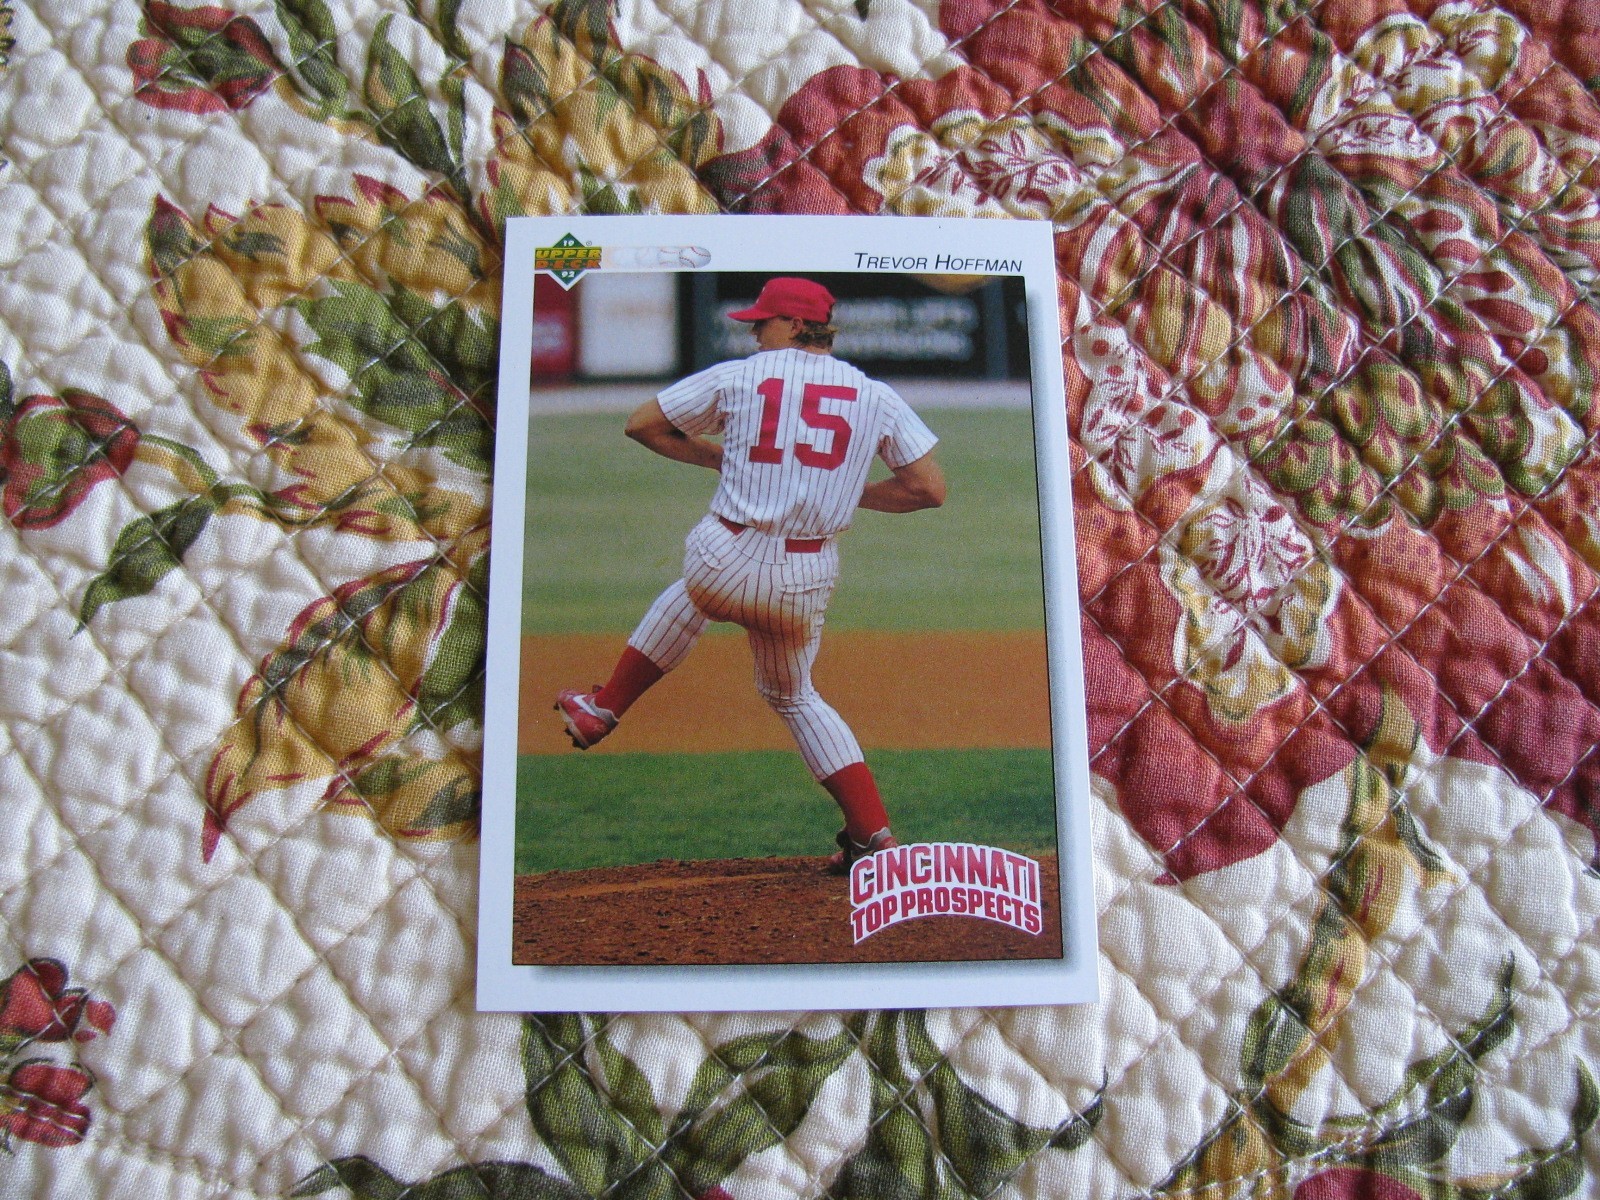 19
UPPER
DECK
92
TREVOR HOFFMAN
15
CINCINNATI
TOP PROSPECTS